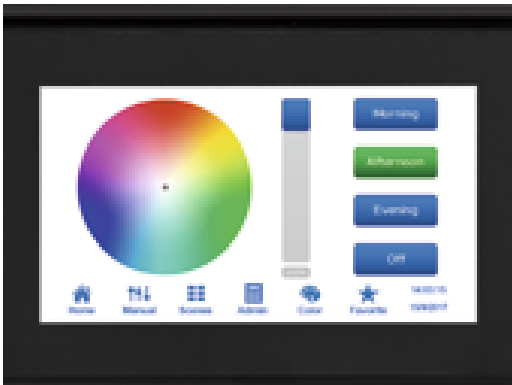 Morning
Afternoon
Evening
Off
Home
Manual
Scenes
Admin
Color
Favorite